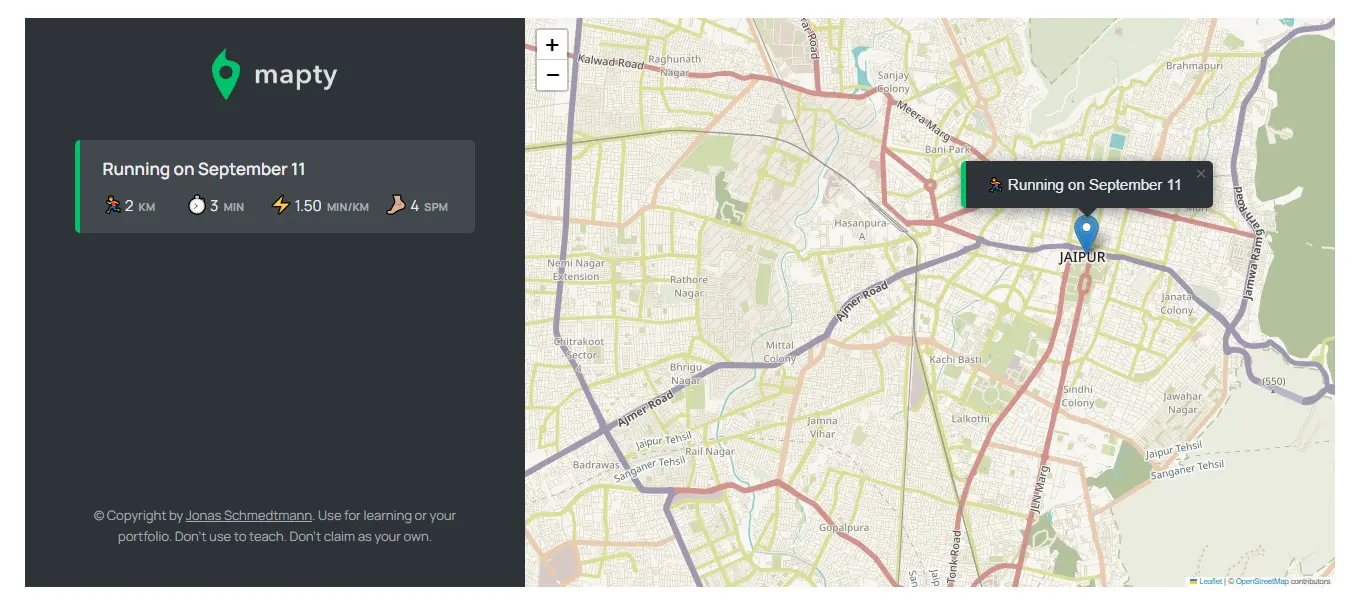 mapty
Running on September 11
2 KM 3 MIN 1.50 MIN/KM 4 SPM
© Copyright by Jonas Schmedtmann. Use for learning or your
portfolio. Don't use to teach. Don't claim as your own.
+
−
Kalwad Road
Raghunath
Nagar
Sanjay
Colony
Brahmapuri
Meera Marg
Bani Park
Running on September 11
×
Jamwa Ramgarh Road
Hasanpura-
A
JAIPUR
Nemi Nagar
Extension
Rathore
Nagar
Ajmer Road
Janata
Colony
Chitrakoot
Sector
4
Mittal
Colony
Kachi Basti
Bhrigu
Nagar
(550)
Sindhi
Colony
Jawahar
Nagar
Ajmer Road
Lalkothi
Jamna
Vihar
Jaipur Tehsil
Sanganer Tehsil
Rail Nagar
Badrawas
Jaipur Tehsil
Sanganer Tehsil
JLN Marg
Gopalpura
Tonk Road
Leaflet | © OpenStreetMap contributors